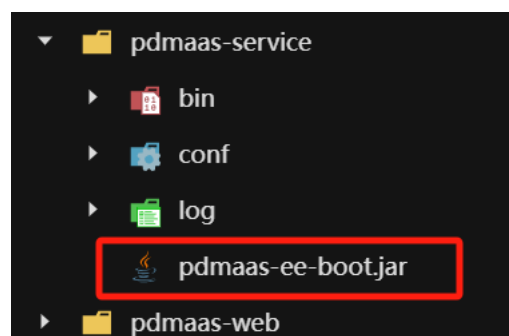 pdmaas-service
bin
conf
log
pdmaas-ee-boot.jar
pdmaas-web